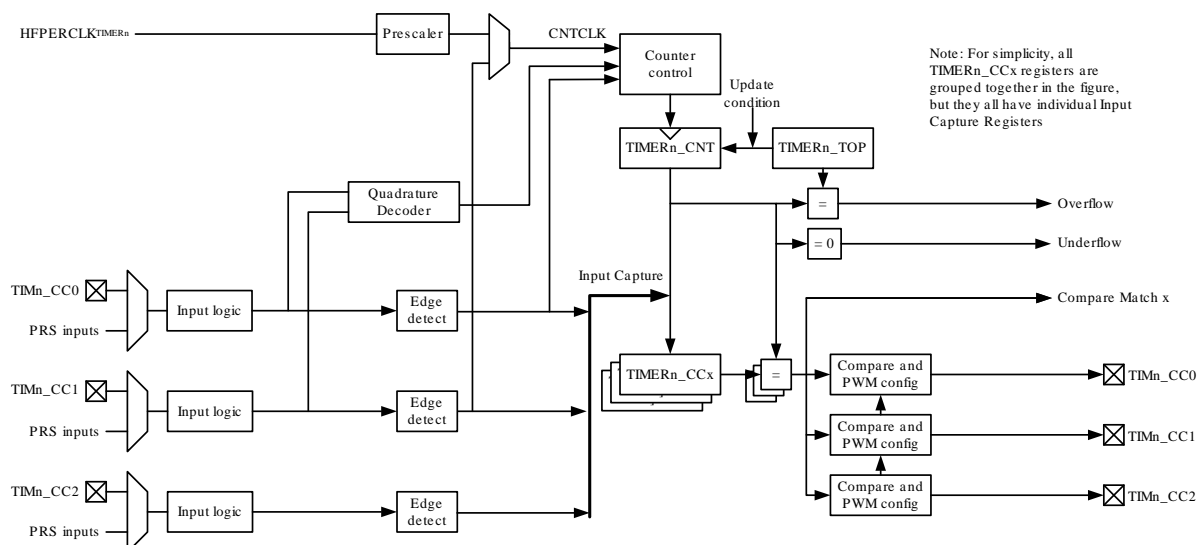 HFPERCLKTIMERn
Prescaler
CNTCLK
Counter
control
Note: For simplicity, all
TIMERn_CCx registers are
grouped together in the figure,
but they all have individual Input
Capture Registers
Update
condition
TIMERn_CNT
TIMERn_TOP
Quadrature
Decoder
=
Overflow
= 0
Underflow
Input Capture
TIMn_CC0
PRS inputs
Input logic
Edge
detect
Compare Match x
TIMERn_CCx
=
Compare and
PWM config
TIMn_CC0
TIMn_CC1
PRS inputs
Input logic
Edge
detect
Compare and
PWM config
TIMn_CC1
TIMn_CC2
PRS inputs
Input logic
Edge
detect
Compare and
PWM config
TIMn_CC2